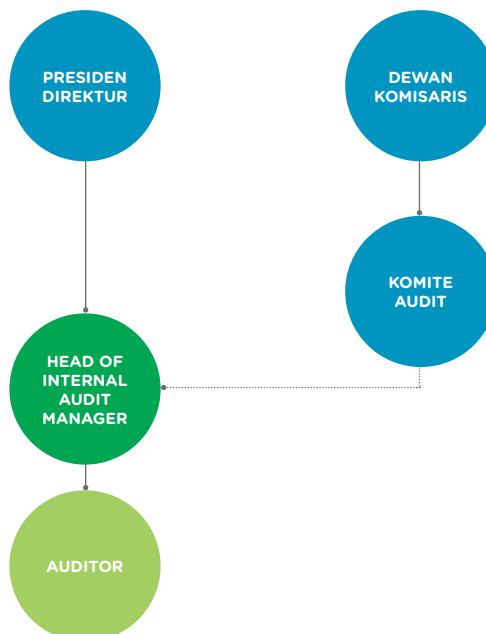 PRESIDEN
DIREKTUR
DEWAN
KOMISARIS
KOMITE
AUDIT
HEAD OF
INTERNAL
AUDIT
MANAGER
AUDITOR